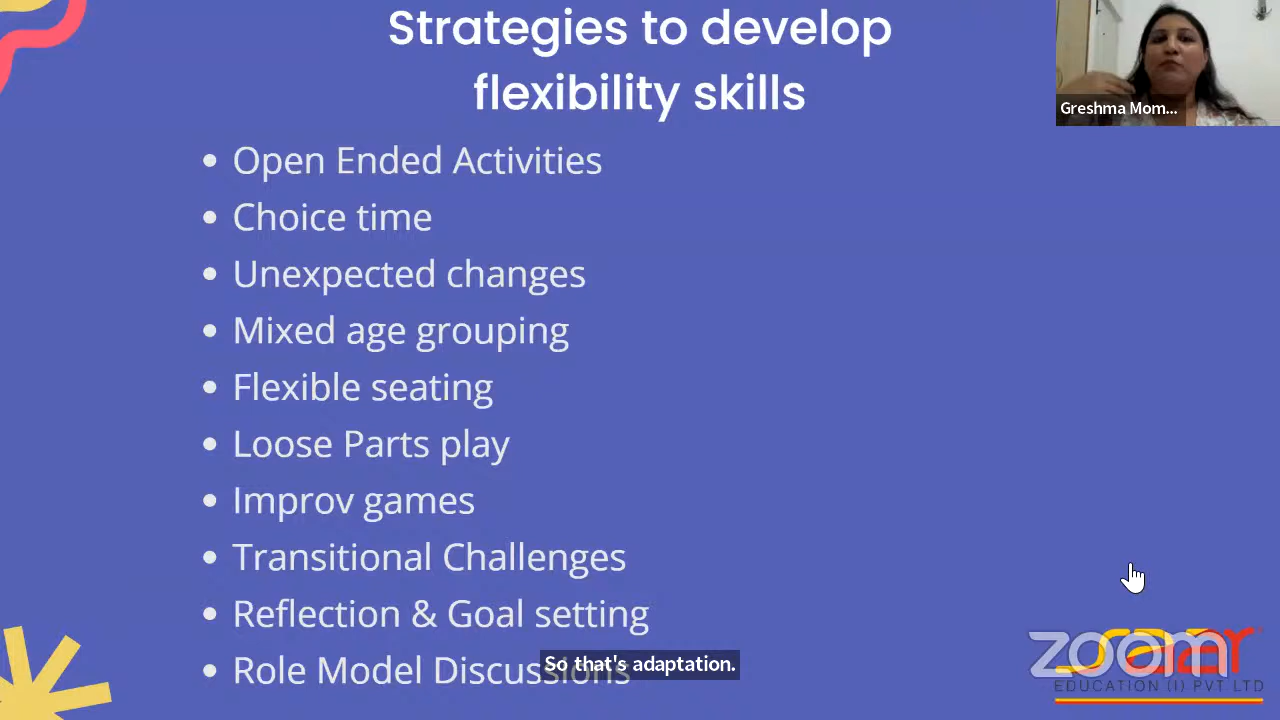 Strategies to develop
flexibility skills
Greshma Mom...
• Open Ended Activities
• Choice time
• Unexpected changes
• Mixed age grouping
• Flexible seating
• Loose Parts play
• Improv games
• Transitional Challenges
• Reflection & Goal setting
• Role Model Discussions
So that's adaptation.
zoom
EDUCATION (I) PVT LTD